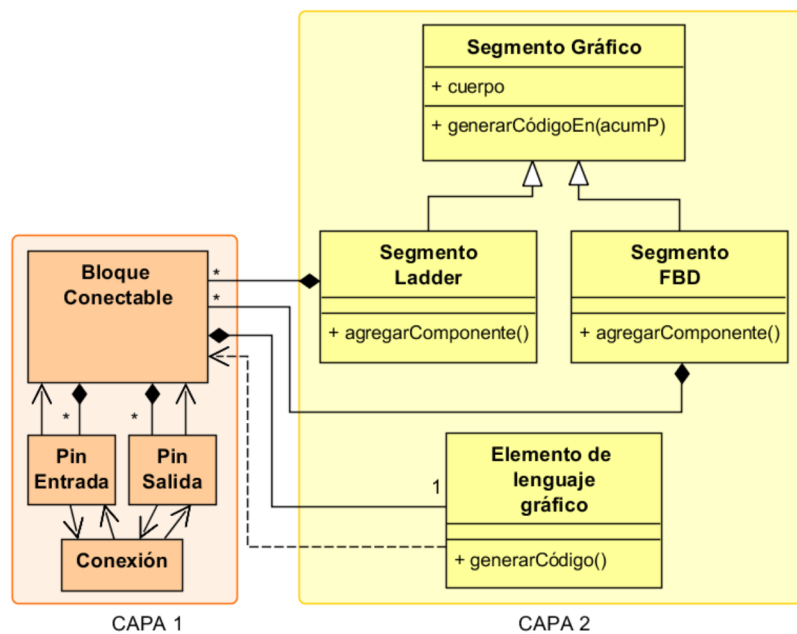 Segmento Gráfico
+ cuerpo
+ generarCódigoEn(acumP)
Bloque
Conectable
*
*
Segmento
Ladder
+ agregarComponente()
Segmento
FBD
+ agregarComponente()
*
*
Pin
Entrada
Pin
Salida
Conexión
1
Elemento de
lenguaje
gráfico
+ generarCódigo()
CAPA 1
CAPA 2